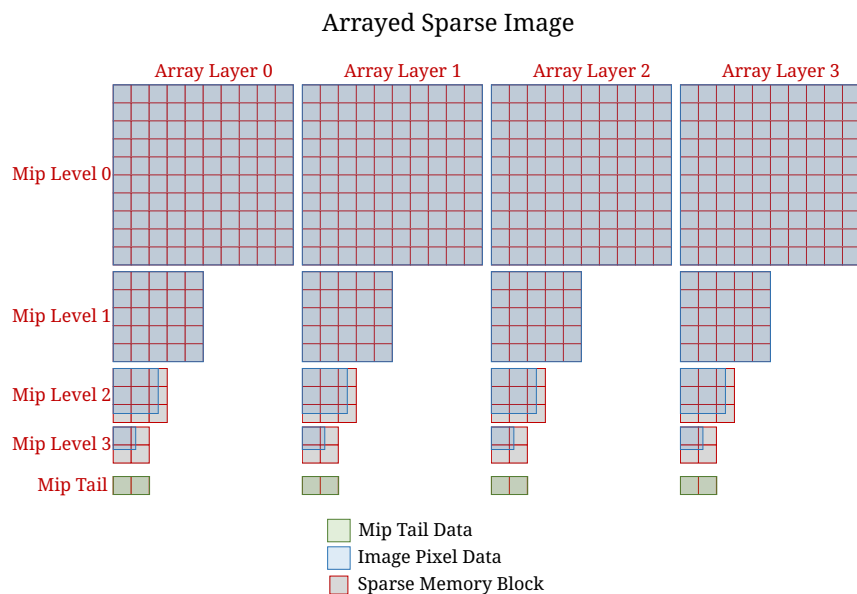 Arrayed Sparse Image
Array Layer 0
Array Layer 1
Array Layer 2
Array Layer 3
Mip Level 0
Mip Level 1
Mip Level 2
Mip Level 3
Mip Tail
Mip Tail Data
Image Pixel Data
Sparse Memory Block